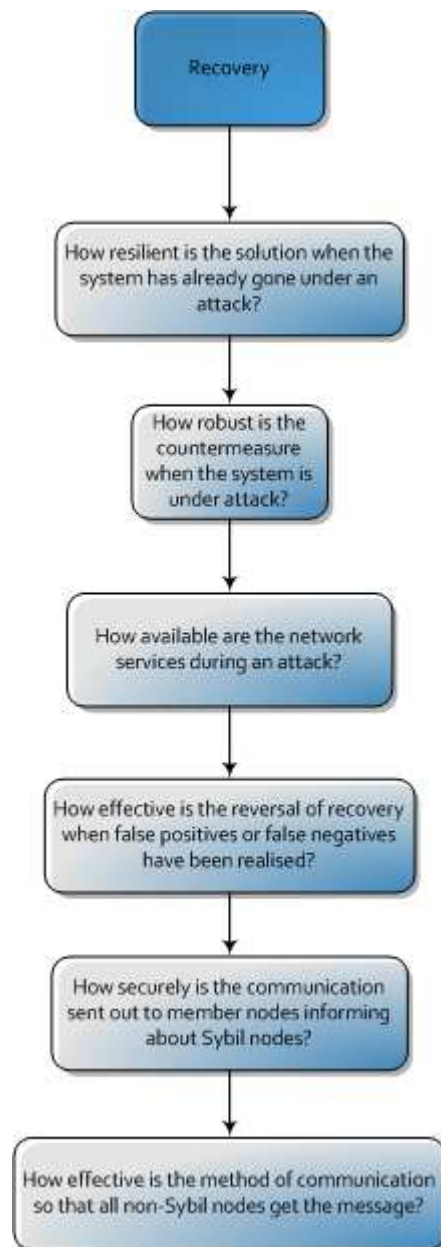 Recovery
How resilient is the solution when the
system has already gone under an
attack?
How robust is the
countermeasure
when the system is
under attack?
How available are the network
services during an attack?
How effective is the reversal of recovery
when false positives or false negatives
have been realised?
How securely is the communication
sent out to member nodes informing
about Sybil nodes?
How effective is the method of communication
so that all non-Sybil nodes get the message?